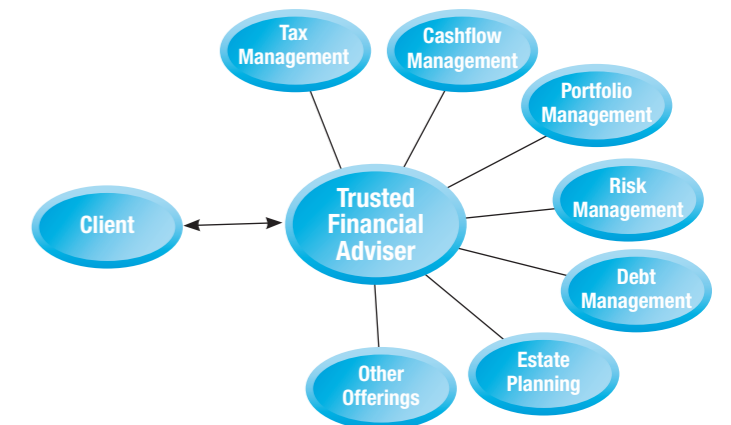 Tax
Management
Cashflow
Management
Portfolio
Management
Risk
Management
Debt
Management
Estate
Planning
Other
Offerings
Trusted
Financial
Adviser
Client